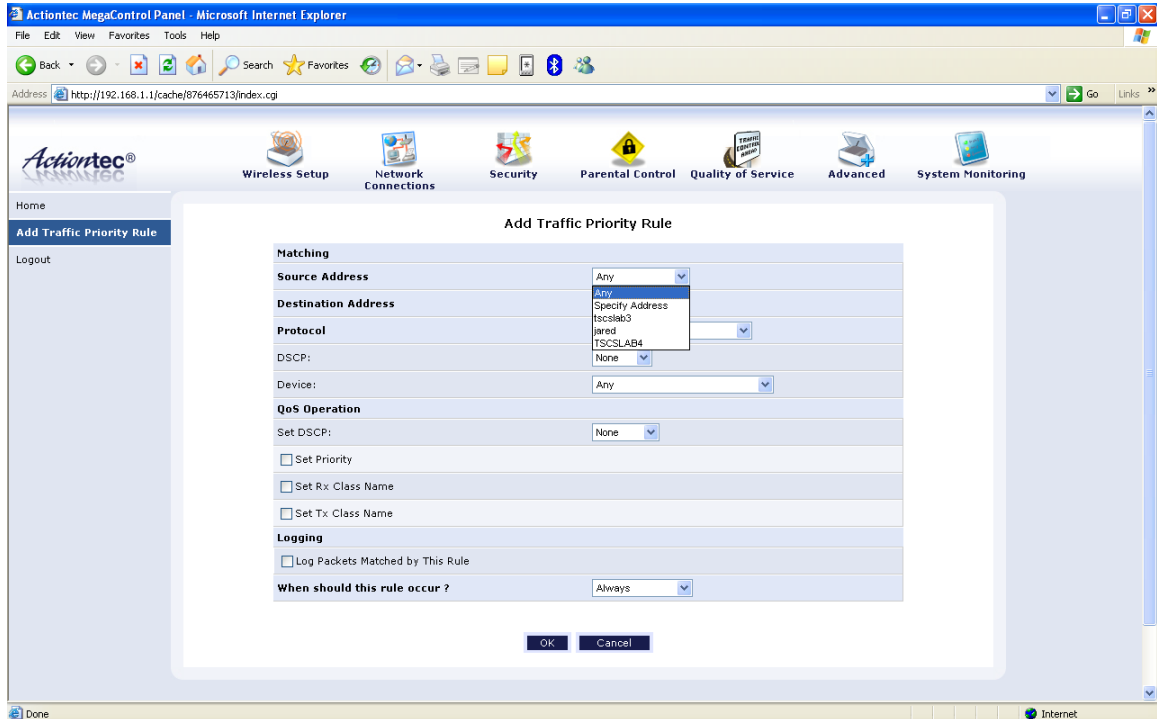 Actiontec MegaControl Panel - Microsoft Internet Explorer
File Edit View Favorites Tools Help
Back Search Favorites
Address http://192.168.1.1/cache/876465713/index.cgi Go Links »
Actiontec®
Wireless Setup
Network Connections
Security
Parental Control
TRAFFIC CONTROL AHEAD
Quality of Service
Advanced
System Monitoring
Home
Add Traffic Priority Rule
Logout
Add Traffic Priority Rule
Matching
Source Address Any
Any
Specify Address
tscslab3
jared
TSCSLAB4
Destination Address
Protocol
DSCP: None
Device: Any
QoS Operation
Set DSCP: None
Set Priority
Set Rx Class Name
Set Tx Class Name
Logging
Log Packets Matched by This Rule
When should this rule occur ? Always
OK Cancel
Done Internet